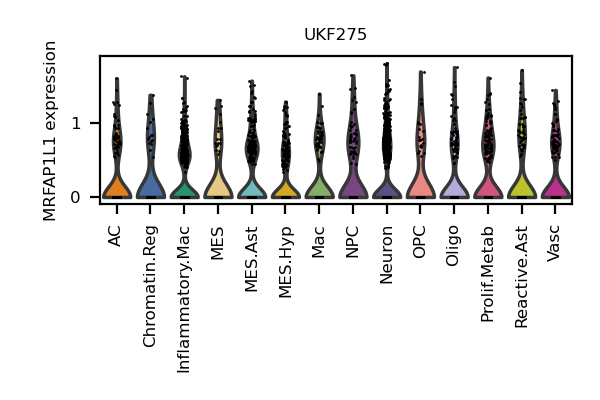 UKF275
MRFAP1L1 expression
1
0
AC
Chromatin.Reg
Inflammatory.Mac
MES
MES.Ast
MES.Hyp
Mac
NPC
Neuron
OPC
Oligo
Prolif.Metab
Reactive.Ast
Vasc